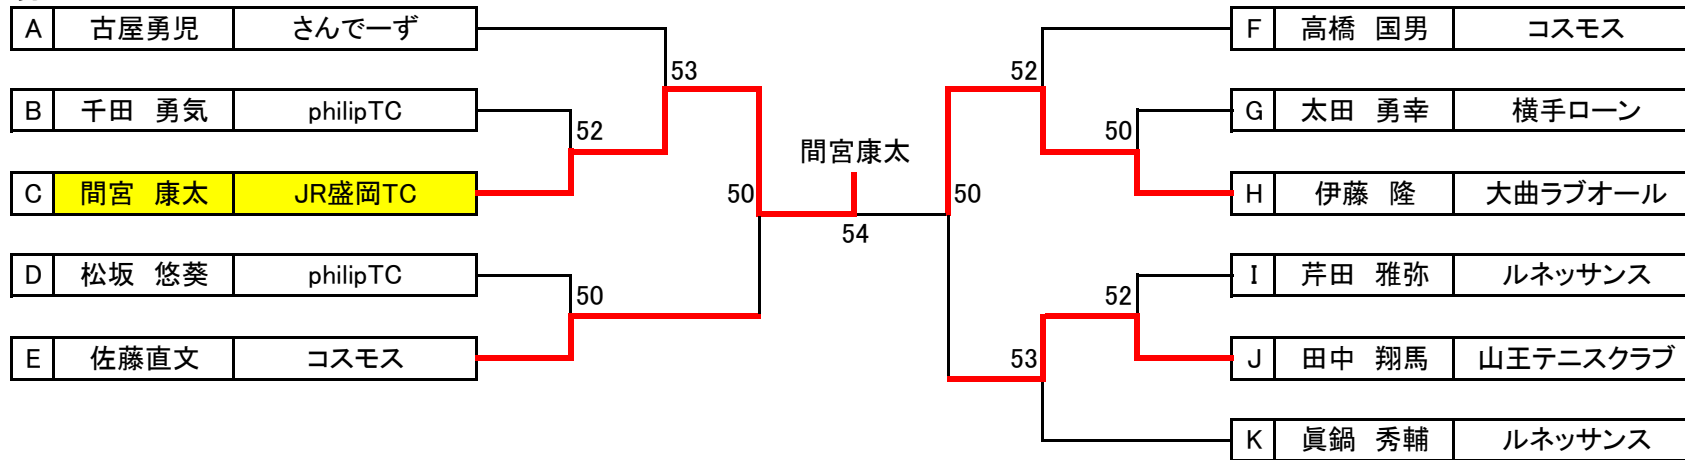 A 古屋勇児 さんでーず
F 高橋 国男 コスモス
53
52
B 千田 勇気 philipTC
G 太田 勇幸 横手ローン
52
50
間宮康太
C 間宮 康太 JR盛岡TC
50
50
H 伊藤 隆 大曲ラブオール
54
D 松坂 悠葵 philipTC
I 芹田 雅弥 ルネッサンス
50
52
E 佐藤直文 コスモス
53
J 田中 翔馬 山王テニスクラブ
K 眞鍋 秀輔 ルネッサンス